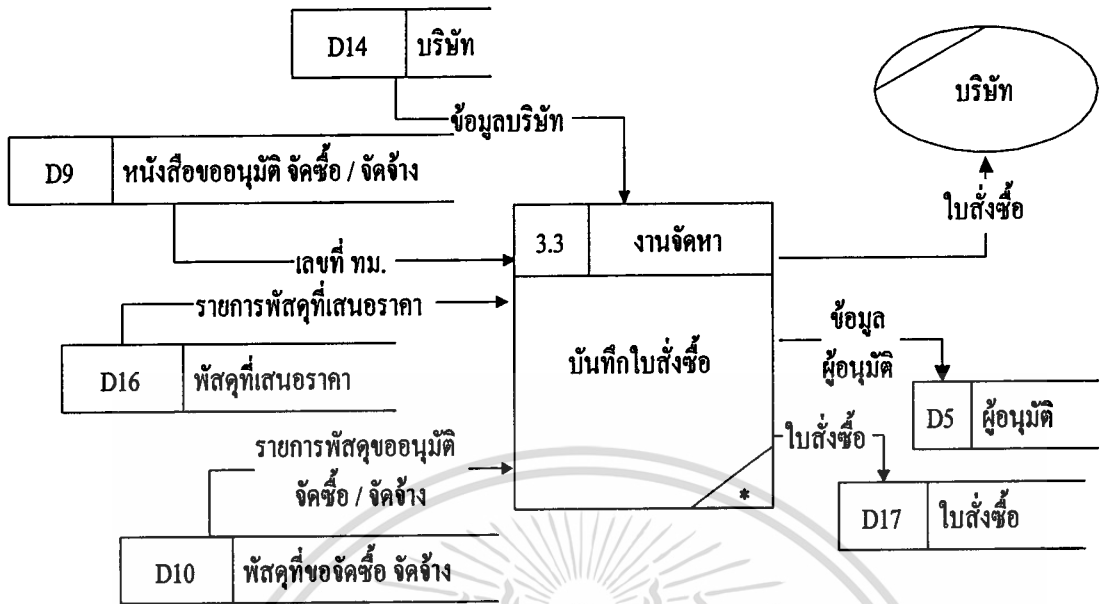 D14 บริษัท
บริษัท
ข้อมูลบริษัท
D9 หนังสือขออนุมัติ จัดซื้อ / จัดจ้าง
ใบสั่งซื้อ
3.3 งานจัดหา
เลขที่ ทม.
รายการพัสดุที่เสนอราคา
ข้อมูล
ผู้อนุมัติ
บันทึกใบสั่งซื้อ
D16 พัสดุที่เสนอราคา
D5 ผู้อนุมัติ
รายการพัสดุขออนุมัติ
จัดซื้อ / จัดจ้าง
ใบสั่งซื้อ
*
D17 ใบสั่งซื้อ
D10 พัสดุที่ขอจัดซื้อ จัดจ้าง